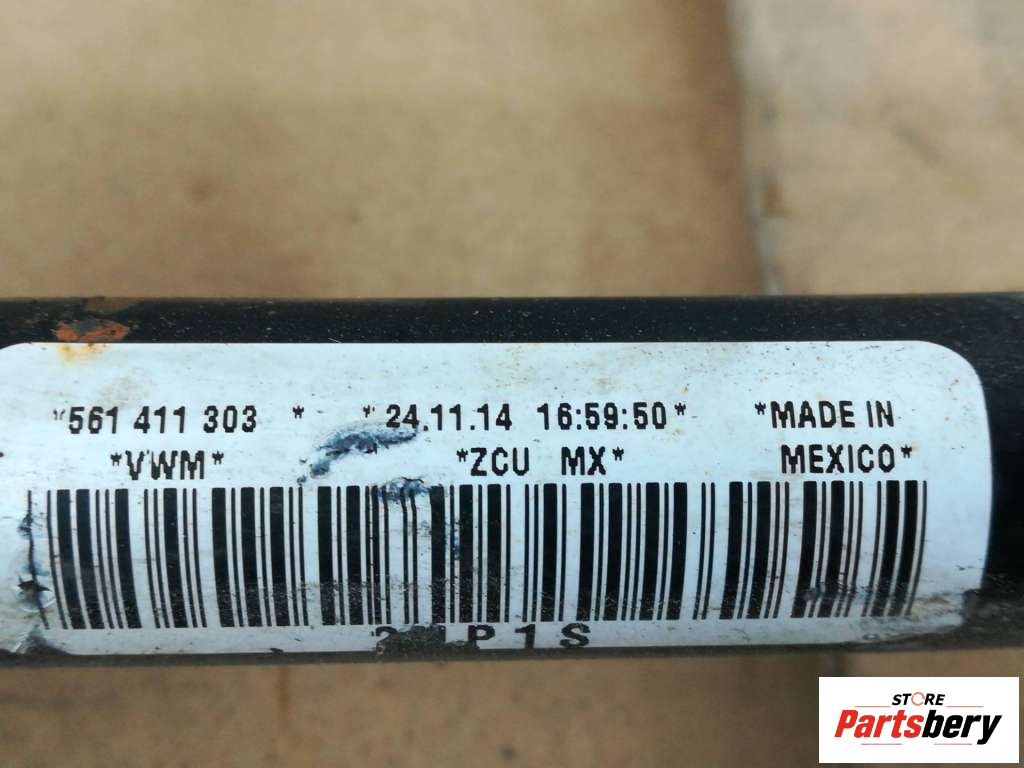 *561 411 303 * * 24.11.14 16:59:50* *MADE IN
*VWM* *ZCU MX* MEXICO*
P1S
STORE
Partsbery